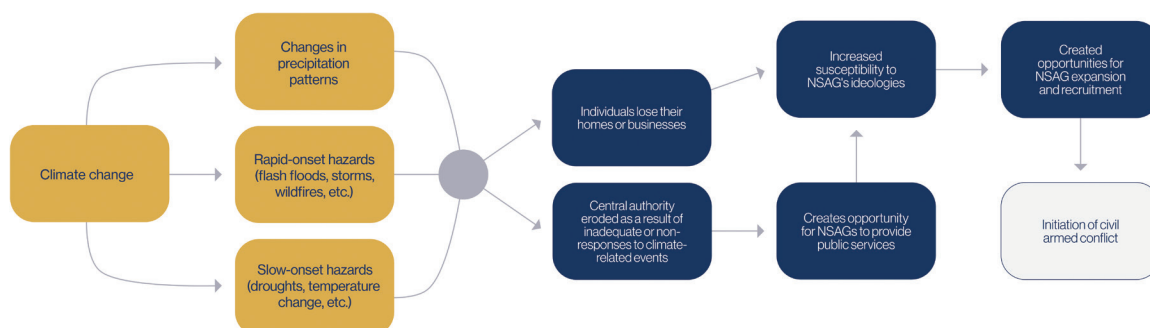 Climate change
Changes in
precipitation
patterns
Rapid-onset hazards
(flash floods, storms,
wildfires, etc.)
Slow-onset hazards
(droughts, temperature
change, etc.)
Individuals lose their
homes or businesses
Central authority
eroded as a result of
inadequate or non-
responses to climate-
related events
Increased
susceptibility to
NSAG's ideologies
Creates opportunity
for NSAGs to provide
public services
Created
opportunities for
NSAG expansion
and recruitment
Initiation of civil
armed conflict